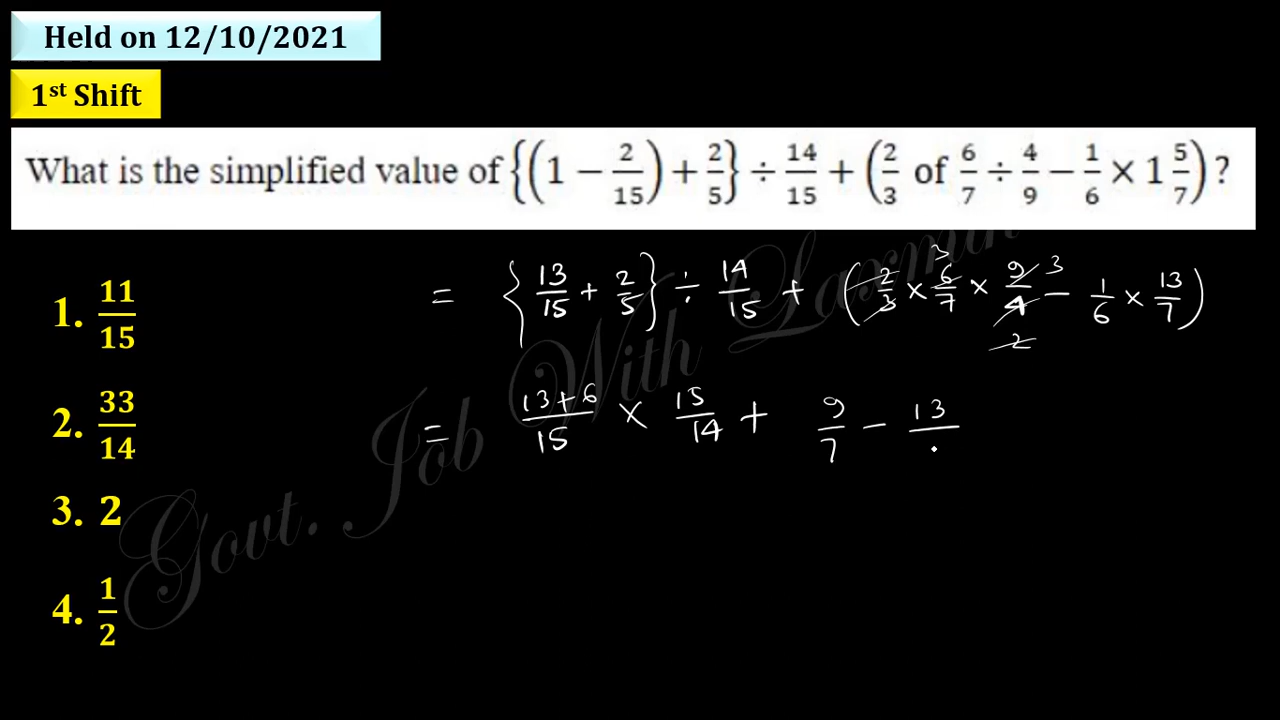 Held on 12/10/2021
1st Shift
What is the simplified value of {(1 − 2/15) + 2/5} ÷ 14/15 + (2/3 of 6/7 ÷ 4/9 − 1/6 × 1 5/7)?
1. 11/15
2. 33/14
3. 2
4. 1/2
= {13/15 + 2/5} ÷ 14/15 + (2/3 × 6/7 × 9/4 − 1/6 × 13/7)
3 3
2
= 13+6/15 × 15/14 + 9/7 − 13/
Govt. Job With